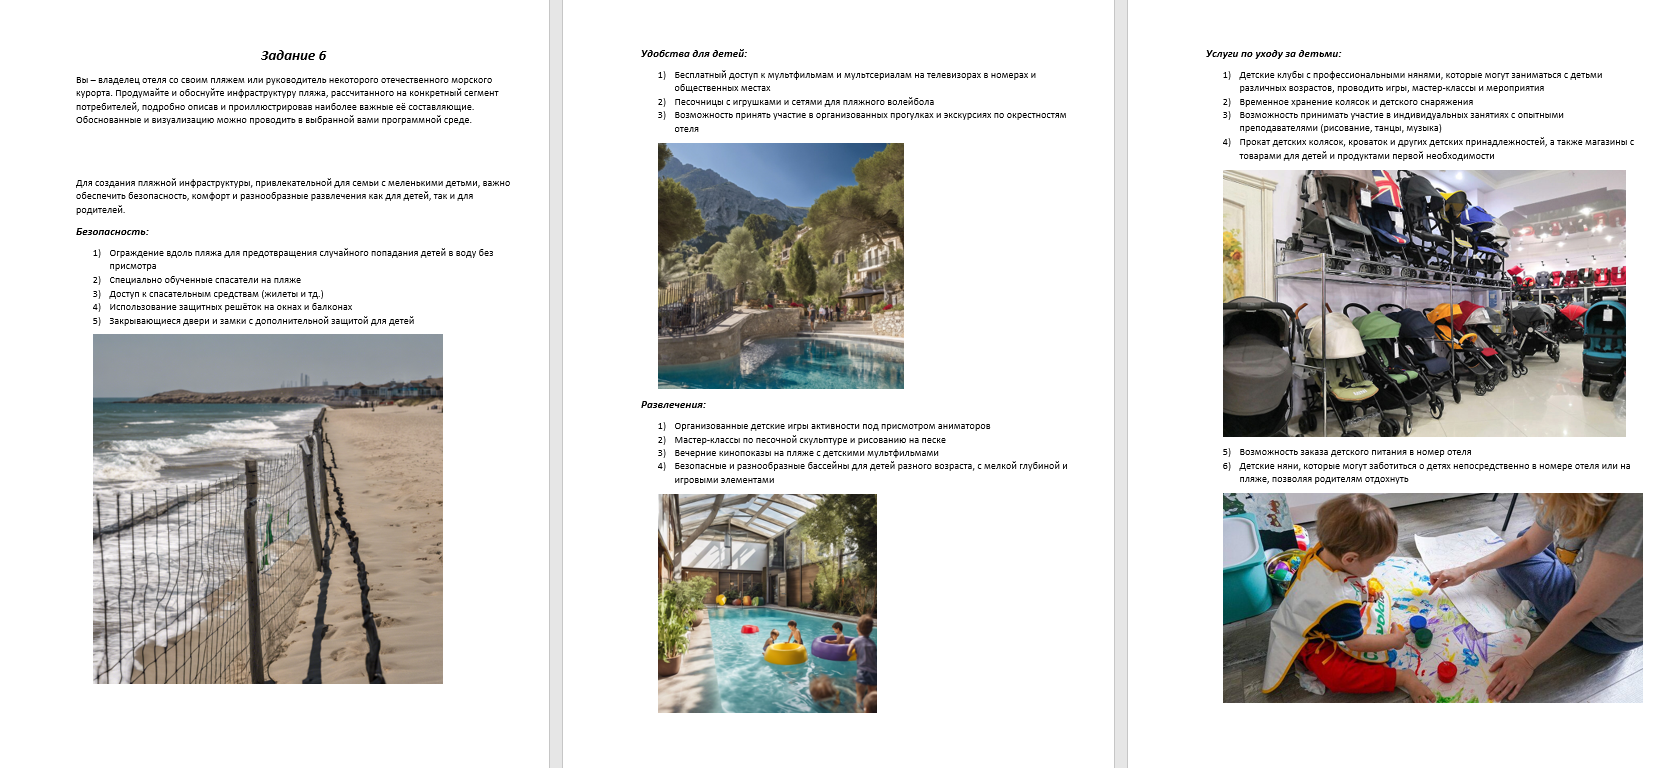 Задание 6
Вы – владелец отеля со своим пляжем или руководитель некоторого отечественного морского
курорта. Продумайте и обоснуйте инфраструктуру пляжа, рассчитанного на конкретный сегмент
потребителей, подробно описав и проиллюстрировав наиболее важные её составляющие.
Обоснованные и визуализацию можно проводить в выбранной вами программной среде.
Для создания пляжной инфраструктуры, привлекательной для семьи с меленькими детьми, важно
обеспечить безопасность, комфорт и разнообразные развлечения как для детей, так и для
родителей.
Безопасность:
1) Ограждение вдоль пляжа для предотвращения случайного попадания детей в воду без
присмотра
2) Специально обученные спасатели на пляже
3) Доступ к спасательным средствам (жилеты и тд.)
4) Использование защитных решёток на окнах и балконах
5) Закрывающиеся двери и замки с дополнительной защитой для детей
Удобства для детей:
1) Бесплатный доступ к мультфильмам и мультсериалам на телевизорах в номерах и
общественных местах
2) Песочницы с игрушками и сетями для пляжного волейбола
3) Возможность принять участие в организованных прогулках и экскурсиях по окрестностям
отеля
Развлечения:
1) Организованные детские игры активности под присмотром аниматоров
2) Мастер-классы по песочной скульптуре и рисованию на песке
3) Вечерние кинопоказы на пляже с детскими мультфильмами
4) Безопасные и разнообразные бассейны для детей разного возраста, с мелкой глубиной и
игровыми элементами
Услуги по уходу за детьми:
1) Детские клубы с профессиональными нянями, которые могут заниматься с детьми
различных возрастов, проводить игры, мастер-классы и мероприятия
2) Временное хранение колясок и детского снаряжения
3) Возможность принимать участие в индивидуальных занятиях с опытными
преподавателями (рисование, танцы, музыка)
4) Прокат детских колясок, кроваток и других детских принадлежностей, а также магазины с
товарами для детей и продуктами первой необходимости
5) Возможность заказа детского питания в номер отеля
6) Детские няни, которые могут заботиться о детях непосредственно в номере отеля или на
пляже, позволяя родителям отдохнуть